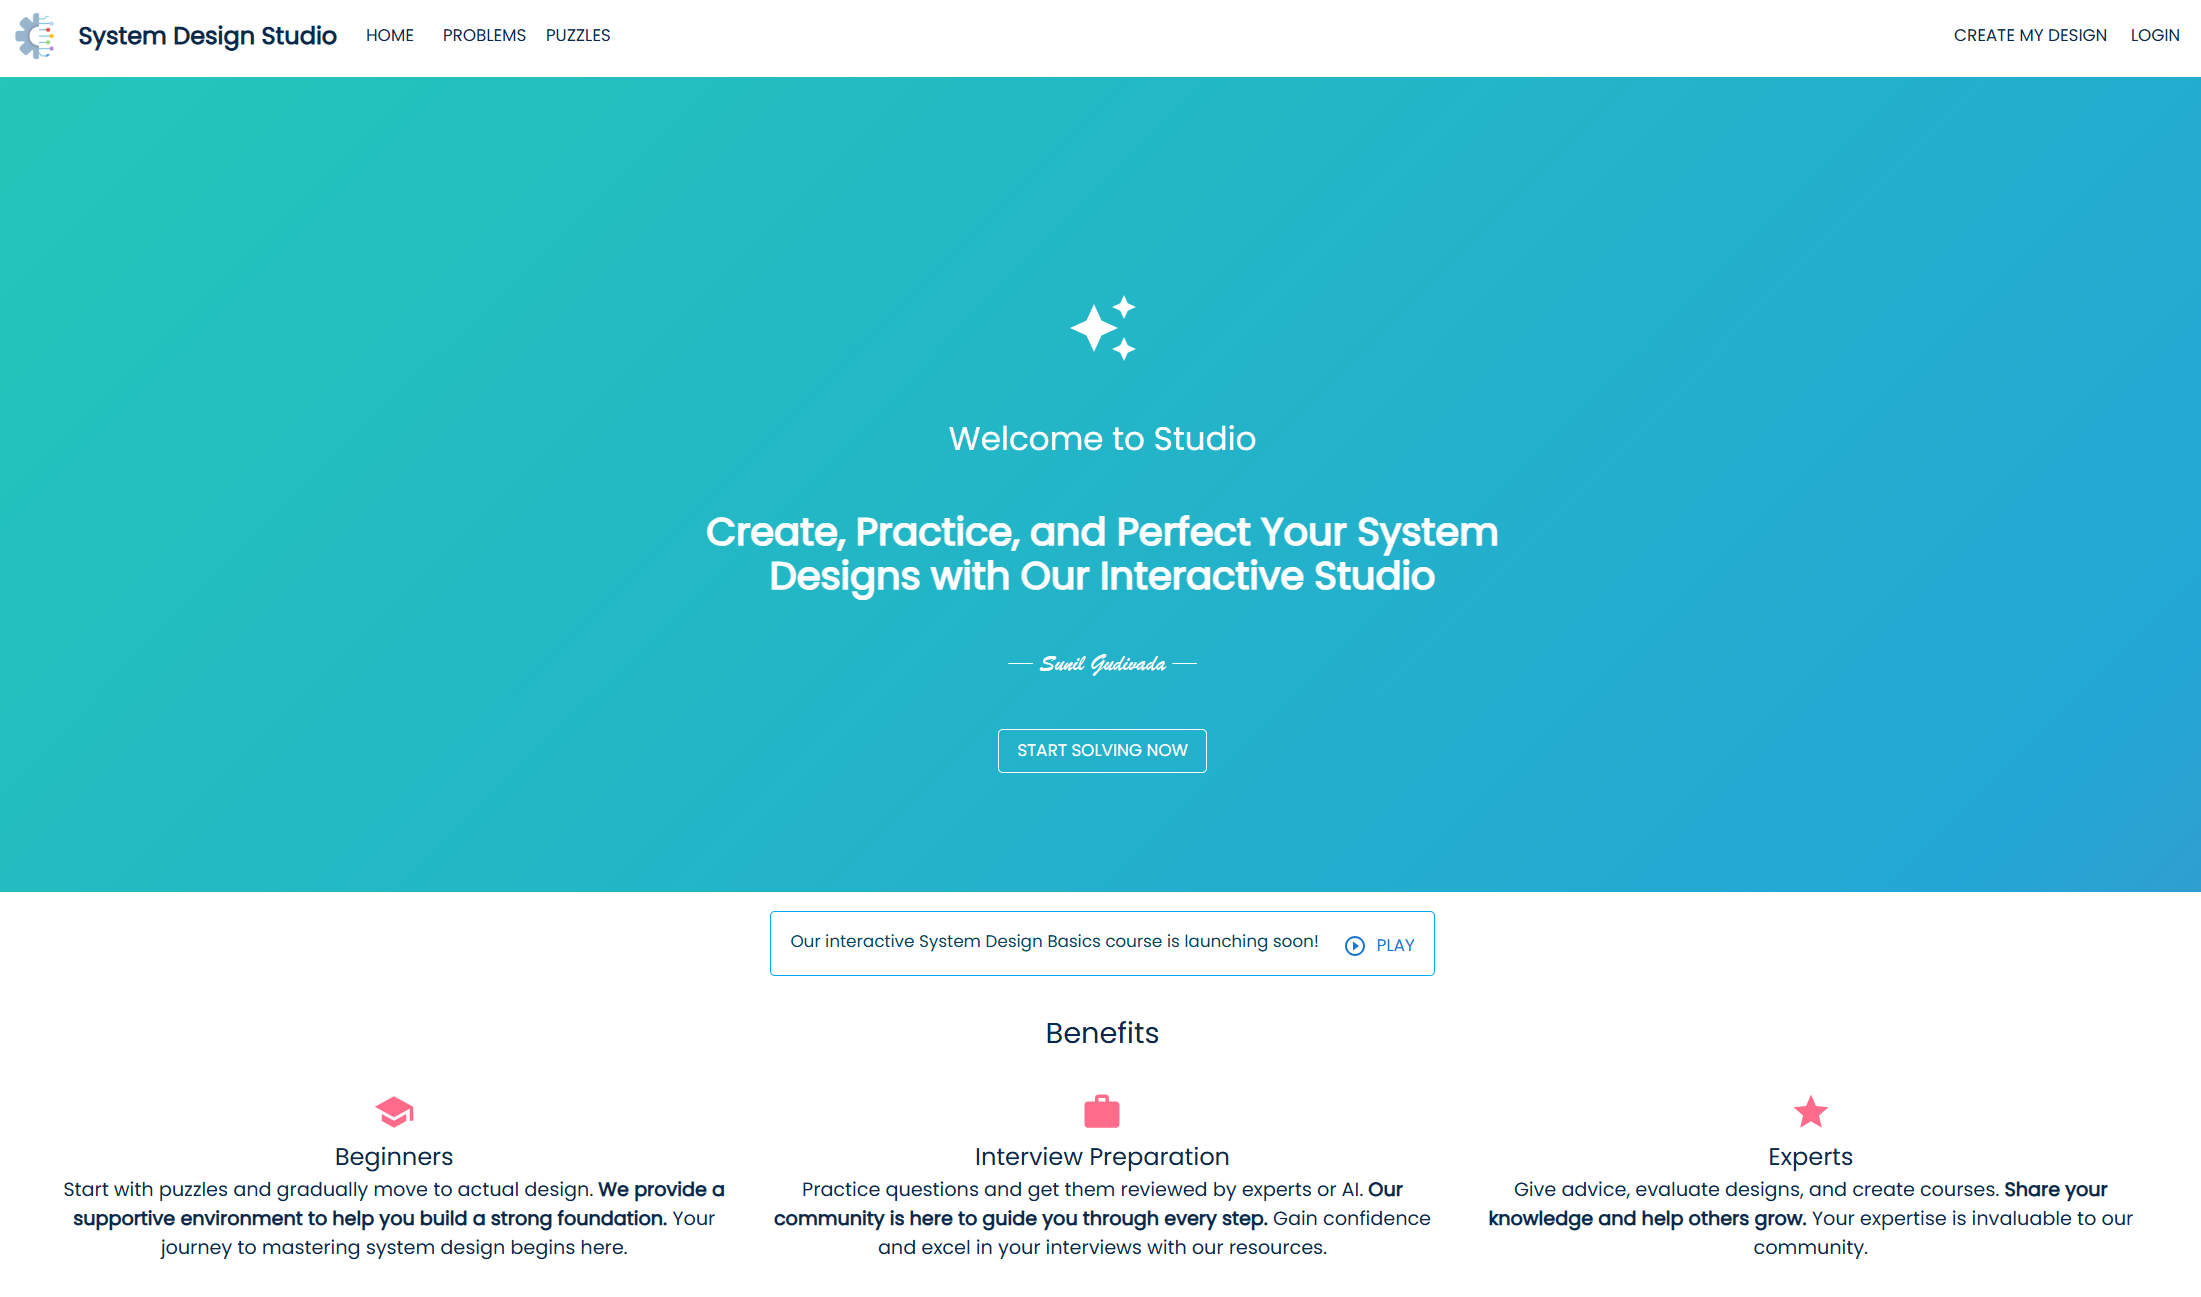 System Design Studio HOME PROBLEMS PUZZLES CREATE MY DESIGN LOGIN
Welcome to Studio
Create, Practice, and Perfect Your System
Designs with Our Interactive Studio
Sunil Gudivada
START SOLVING NOW
Our interactive System Design Basics course is launching soon! PLAY
Benefits
Beginners
Start with puzzles and gradually move to actual design. We provide a
supportive environment to help you build a strong foundation. Your
journey to mastering system design begins here.
Interview Preparation
Practice questions and get them reviewed by experts or AI. Our
community is here to guide you through every step. Gain confidence
and excel in your interviews with our resources.
Experts
Give advice, evaluate designs, and create courses. Share your
knowledge and help others grow. Your expertise is invaluable to our
community.